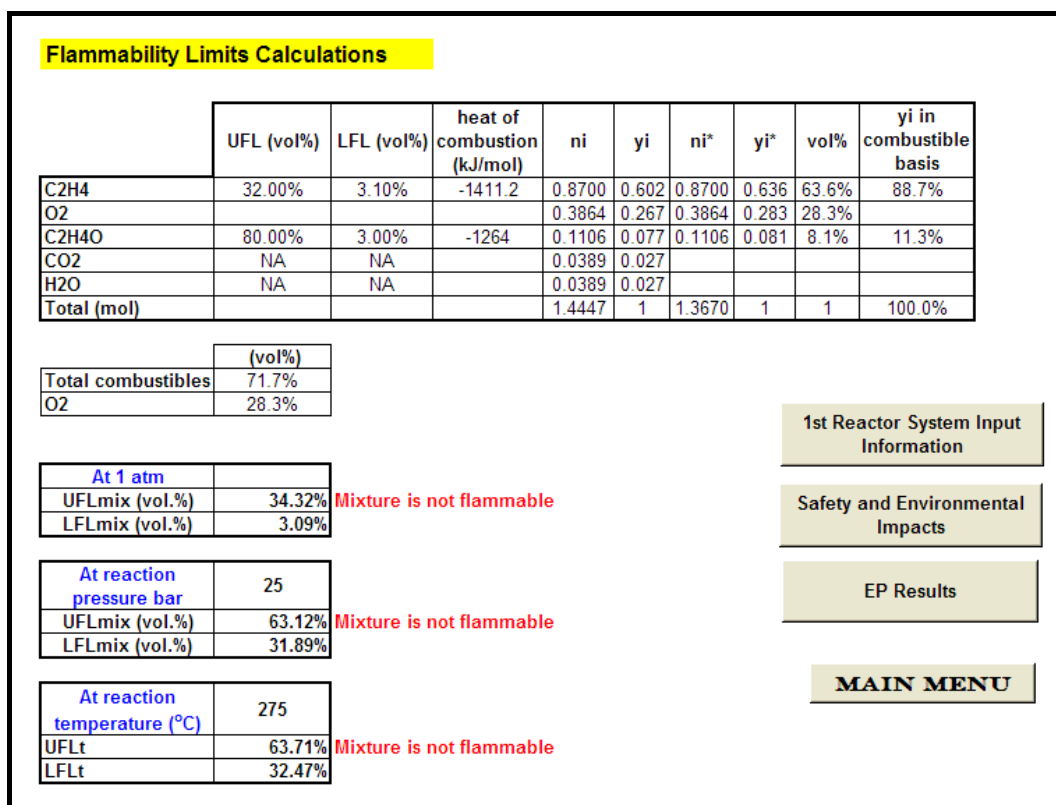 Flammability Limits Calculations
UFL (vol%) LFL (vol%) heat of combustion (kJ/mol) ni yi ni* yi* vol% yi in combustible basis
C2H4 32.00% 3.10% -1411.2 0.8700 0.602 0.8700 0.636 63.6% 88.7%
O2 0.3864 0.267 0.3864 0.283 28.3%
C2H4O 80.00% 3.00% -1264 0.1106 0.077 0.1106 0.081 8.1% 11.3%
CO2 NA NA 0.0389 0.027
H2O NA NA 0.0389 0.027
Total (mol) 1.4447 1 1.3670 1 1 100.0%
(vol%)
Total combustibles 71.7%
O2 28.3%
At 1 atm
UFLmix (vol.%) 34.32% Mixture is not flammable
LFLmix (vol.%) 3.09%
At reaction pressure bar 25
UFLmix (vol.%) 63.12% Mixture is not flammable
LFLmix (vol.%) 31.89%
At reaction temperature (°C) 275
UFLt 63.71% Mixture is not flammable
LFLt 32.47%
1st Reactor System Input
Information
Safety and Environmental
Impacts
EP Results
MAIN MENU